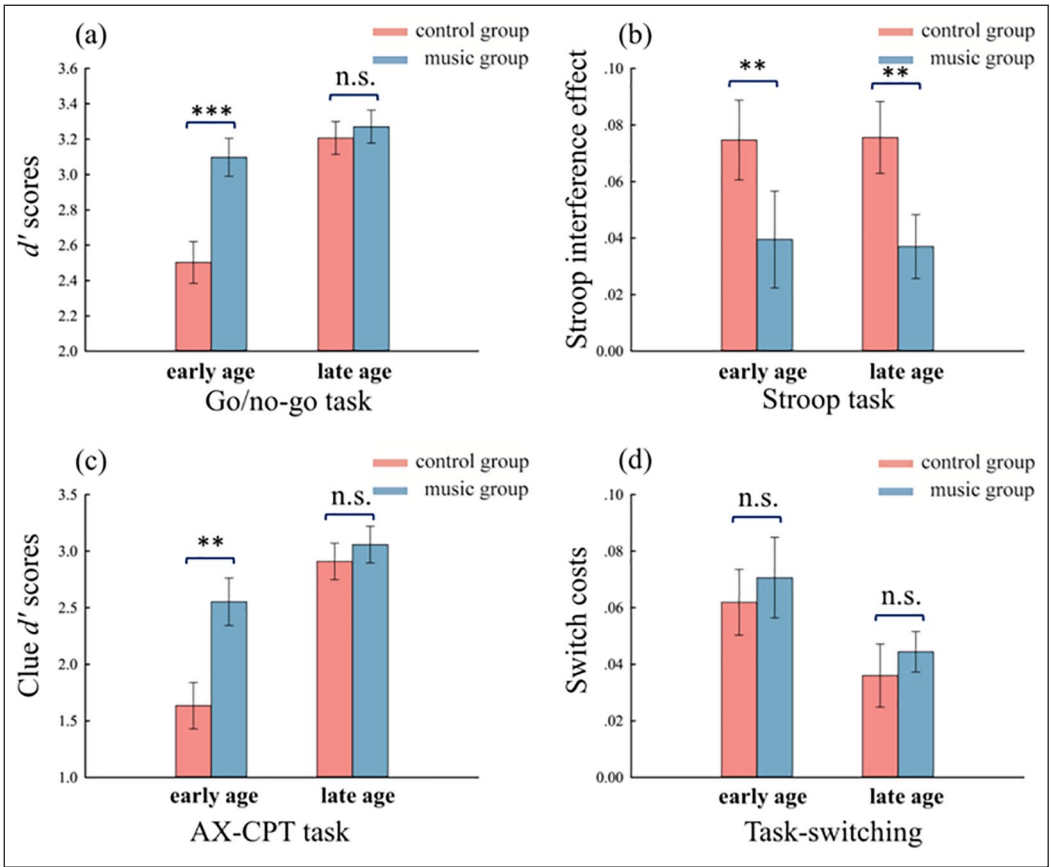 (a)
control group
music group
3.6
3.4
3.2
3.0
2.8
2.6
2.4
2.2
2.0
d' scores
***
n.s.
early age late age
Go/no-go task
(b)
control group
music group
.10
.08
.06
.04
.02
0.00
Stroop interference effect
**
**
early age late age
Stroop task
(c)
control group
music group
3.5
3.0
2.5
2.0
1.5
1.0
Clue d' scores
**
n.s.
early age late age
AX-CPT task
(d)
control group
music group
.10
.08
.06
.04
.02
0.00
Switch costs
n.s.
n.s.
early age late age
Task-switching